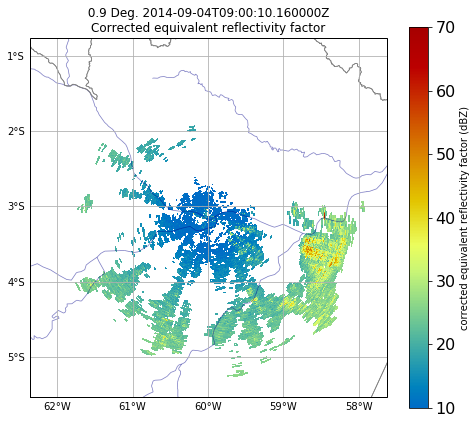 0.9 Deg. 2014-09-04T09:00:10.160000Z
Corrected equivalent reflectivity factor
1°S
2°S
3°S
4°S
5°S
62°W
61°W
60°W
59°W
58°W
70
60
50
40
30
20
10
corrected equivalent reflectivity factor (dBZ)